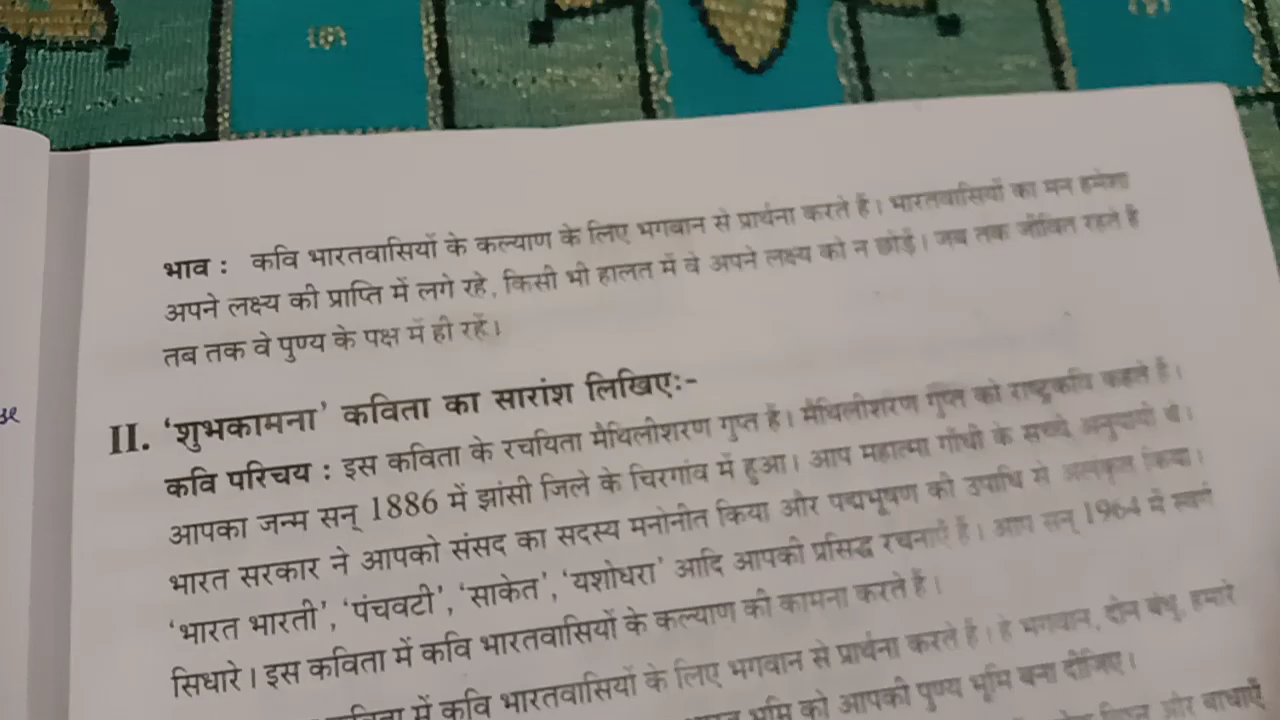 भाव : कवि भारतवासियों के कल्याण के लिए भगवान से प्रार्थना करते हैं। भारतवासियों का मन हमेशा
अपने लक्ष्य की प्राप्ति में लगे रहे, किसी भी हालत में वे अपने लक्ष्य को न छोड़ें। जब तक जीवित रहते हैं
तब तक वे पुण्य के पक्ष में ही रहें।
II. 'शुभकामना' कविता का सारांश लिखिए:-
कवि परिचय : इस कविता के रचयिता मैथिलीशरण गुप्त हैं। मैथिलीशरण गुप्त को राष्ट्रकवि कहते हैं।
आपका जन्म सन् 1886 में झांसी जिले के चिरगांव में हुआ। आप महात्मा गाँधी के सच्चे अनुयायी थे।
भारत सरकार ने आपको संसद का सदस्य मनोनीत किया और पद्मभूषण की उपाधि से अलंकृत किया।
'भारत भारती', 'पंचवटी', 'साकेत', 'यशोधरा' आदि आपकी प्रसिद्ध रचनाएँ हैं। आप सन् 1964 में स्वर्ग
सिधारे। इस कविता में कवि भारतवासियों के कल्याण की कामना करते हैं।
कविता में कवि भारतवासियों के लिए भगवान से प्रार्थना करते हैं। हे भगवान, दीन बंधु, हमारे
भूमि को आपकी पुण्य भूमि बना दीजिए।
और बाधाएँ